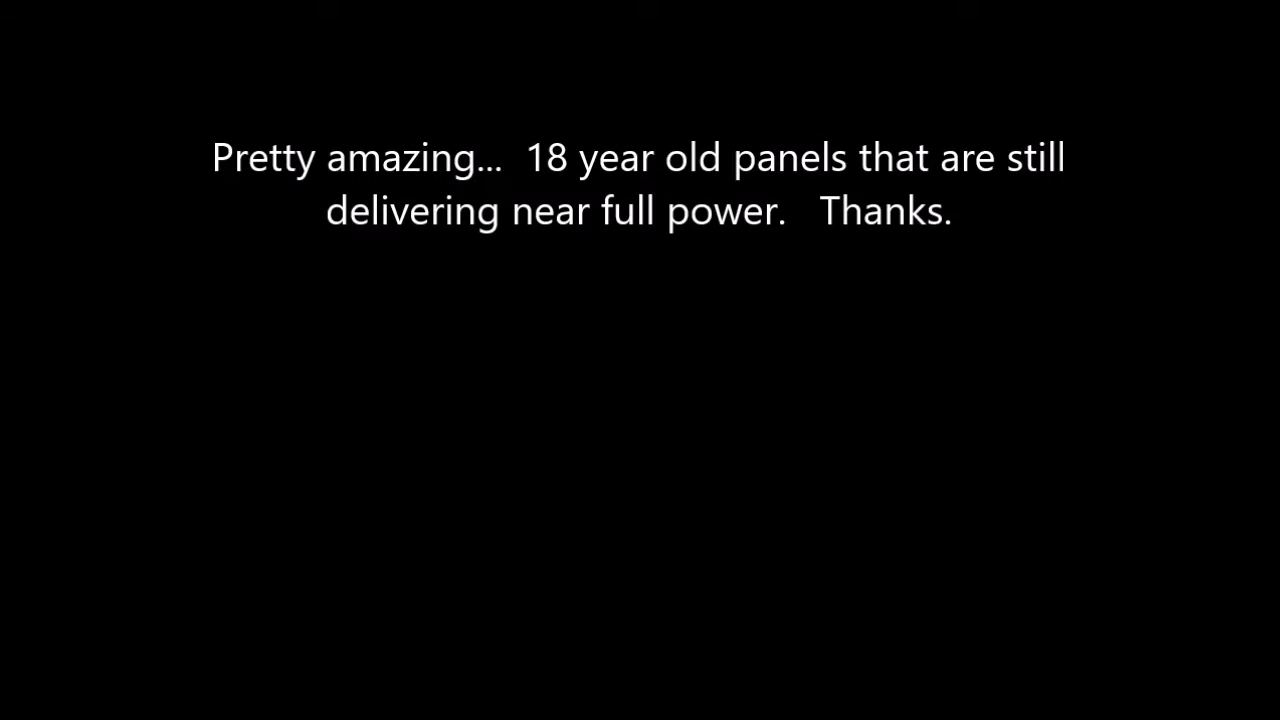 Pretty amazing...  18 year old panels that are still
delivering near full power.   Thanks.